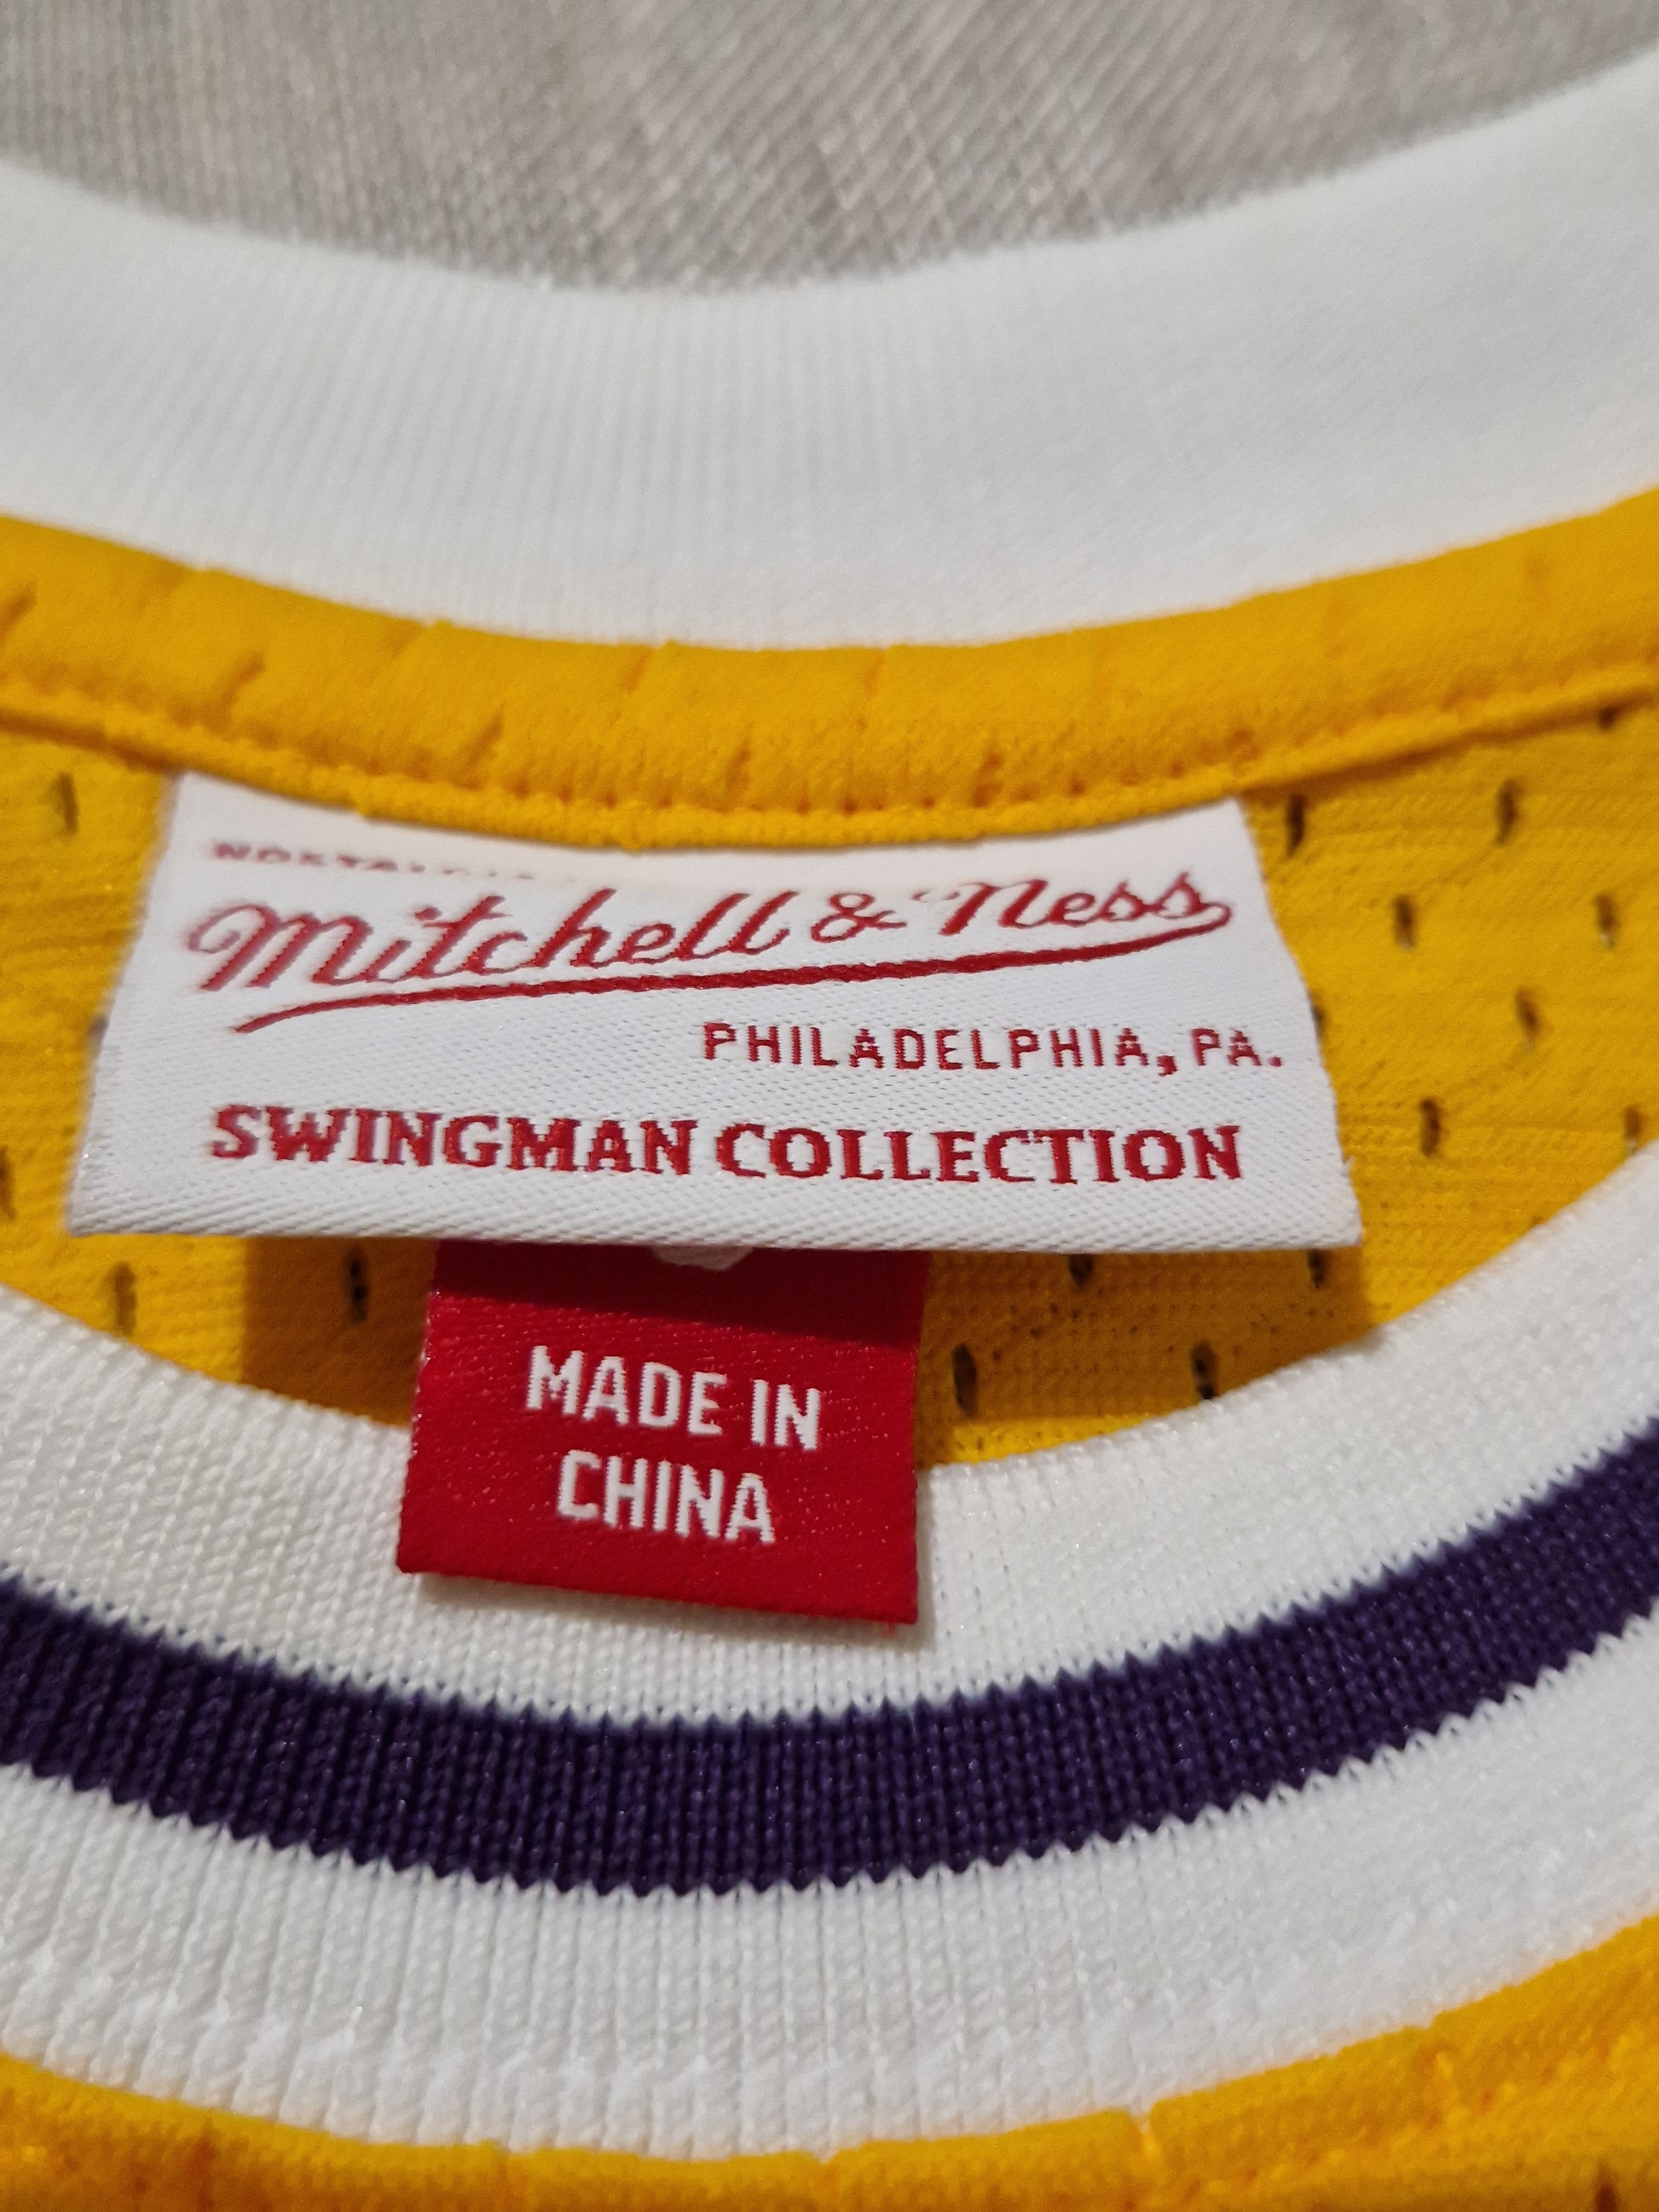 Mitchell & Ness
PHILADELPHIA, PA.
SWINGMAN COLLECTION
MADE IN
CHINA